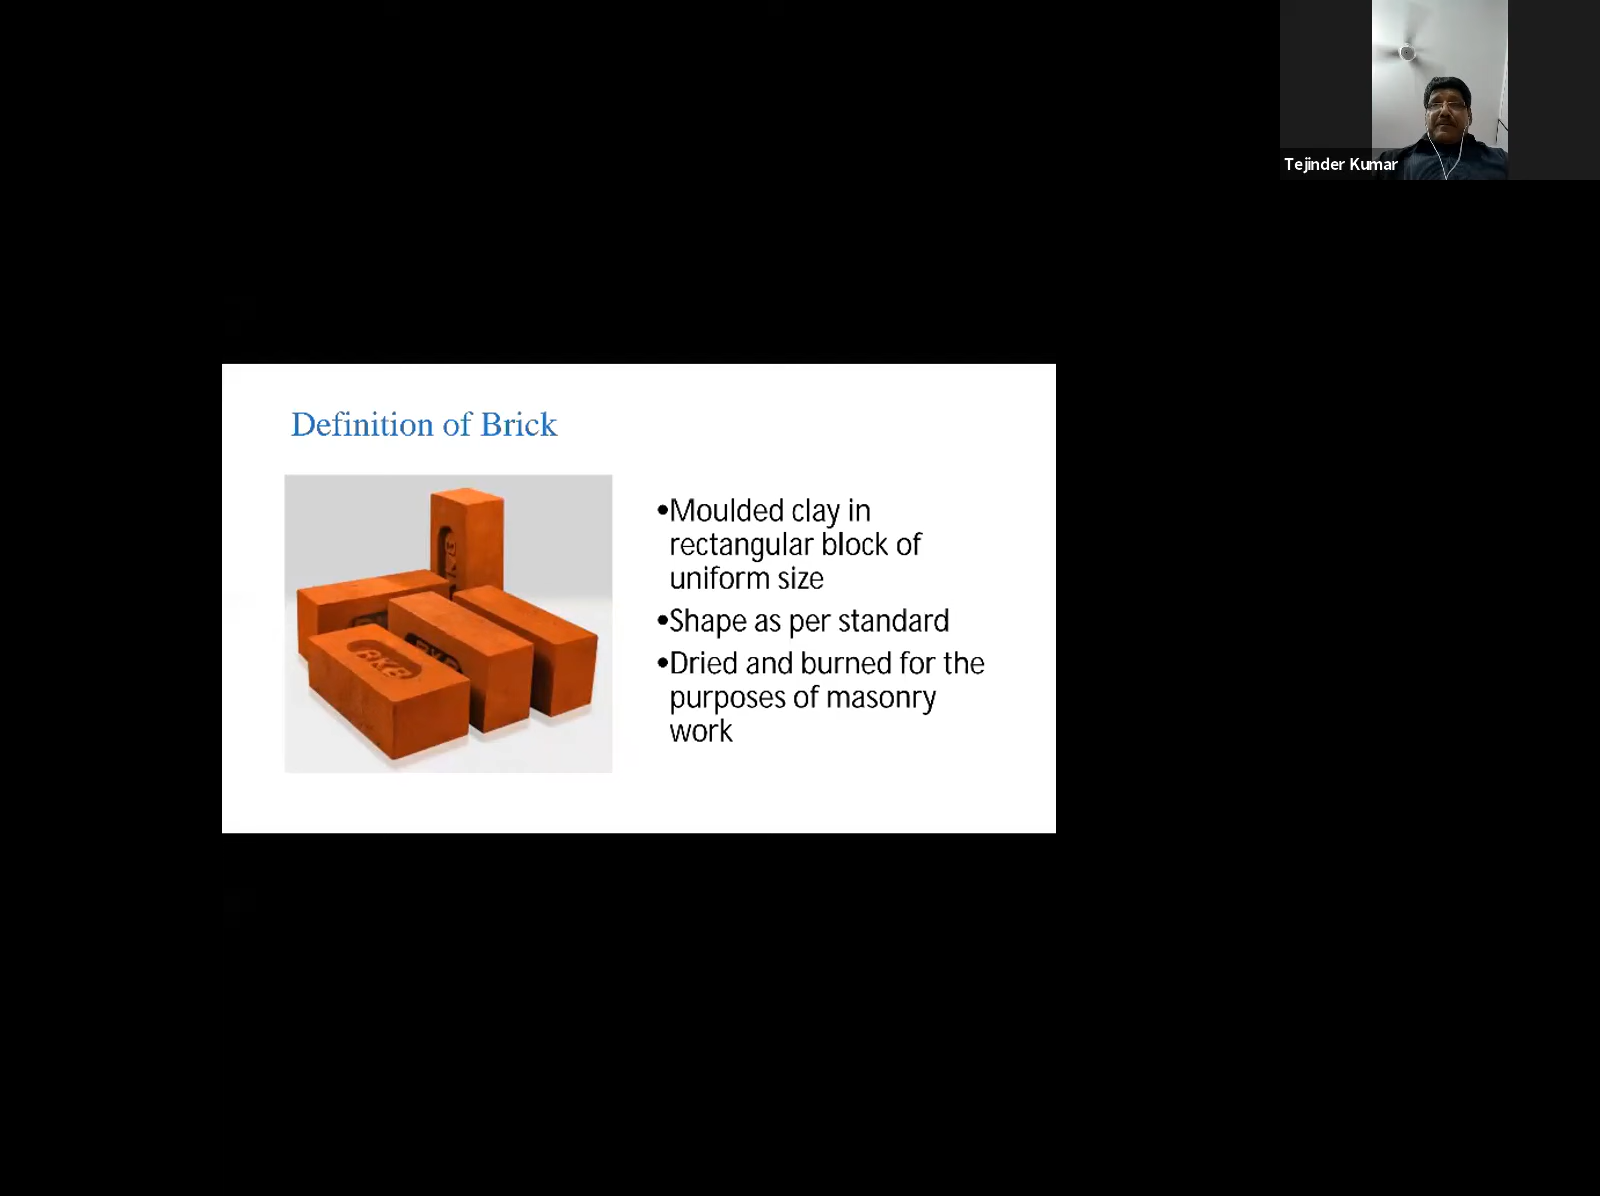 Tejinder Kumar
Definition of Brick
•Moulded clay in
rectangular block of
uniform size
•Shape as per standard
•Dried and burned for the
purposes of masonry
work